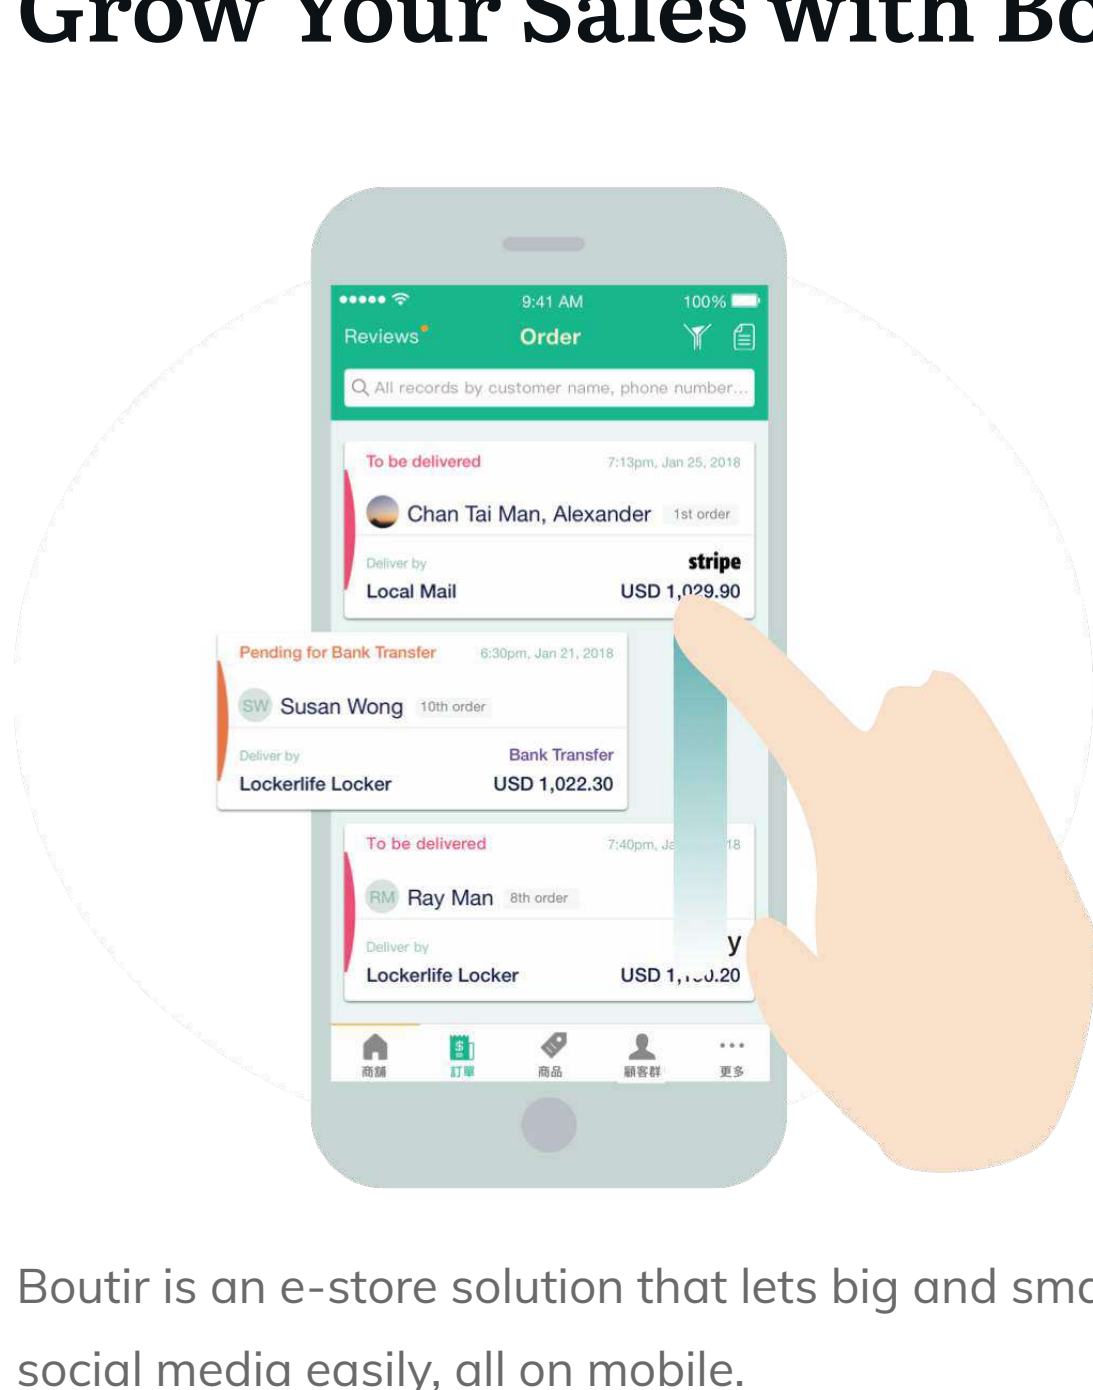 Grow Your Sales with Bo
9:41 AM 100%
Reviews Order
All records by customer name, phone number...
To be delivered 7:13pm, Jan 25, 2018
Chan Tai Man, Alexander 1st order
Deliver by stripe
Local Mail USD 1,029.90
Pending for Bank Transfer 6:30pm, Jan 21, 2018
SW Susan Wong 10th order
Deliver by Bank Transfer
Lockerlife Locker USD 1,022.30
To be delivered 7:40pm, 18
RM Ray Man 8th order
Deliver by y
Lockerlife Locker USD
商舖 訂單 商品 顧客群 更多
Boutir is an e-store solution that lets big and sma
social media easily, all on mobile.